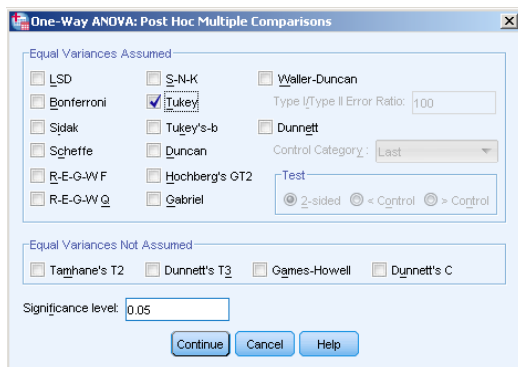 One-Way ANOVA: Post Hoc Multiple Comparisons
Equal Variances Assumed
LSD S-N-K Waller-Duncan
Bonferroni Tukey Type I/Type II Error Ratio: 100
Sidak Tukey's-b Dunnett
Scheffe Duncan Control Category : Last
R-E-G-W F Hochberg's GT2 Test
R-E-G-W Q Gabriel 2-sided < Control > Control
Equal Variances Not Assumed
Tamhane's T2 Dunnett's T3 Games-Howell Dunnett's C
Significance level: 0.05
Continue Cancel Help